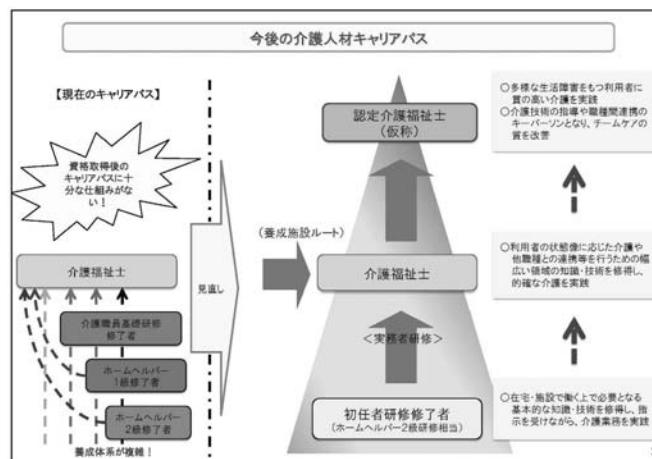 今後の介護人材キャリアパス
【現在のキャリアパス】
資格取得後の
キャリアパスに十
分な仕組みがな
い！
介護福祉士
介護職員基礎研修
修了者
ホームヘルパー
1級修了者
ホームヘルパー
2級修了者
養成体系が複雑！
見直し
(養成施設ルート)
認定介護福祉士
(仮称)
介護福祉士
＜実務者研修＞
初任者研修修了者
(ホームヘルパー2級研修相当)
○多様な生活障害をもつ利用者に
質の高い介護を実践
○介護技術の指導や職種間連携の
キーパーソンとなり、チームケアの
質を改善
○利用者の状態像に応じた介護や
他職種との連携等を行うための幅
広い領域の知識・技術を修得し、
的確な介護を実践
○在宅・施設で働く上で必要となる
基本的な知識・技術を修得し、指
示を受けながら、介護業務を実践